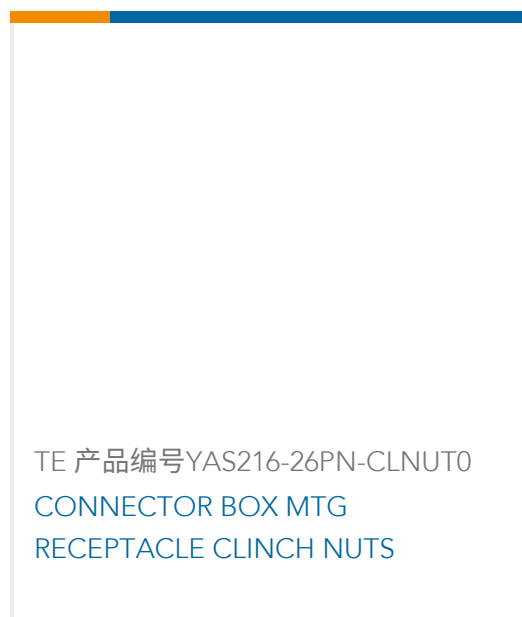 TE 产品编号YAS216-26PN-CLNUT0
CONNECTOR BOX MTG
RECEPTACLE CLINCH NUTS